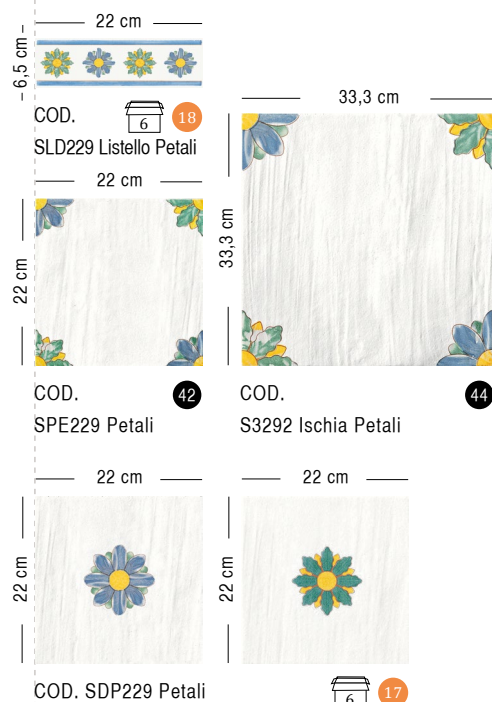 22 cm
6,5 cm
COD. 6 18
SLD229 Listello Petali
33,3 cm
33,3 cm
22 cm
22 cm
COD. 42
SPE229 Petali
COD. 44
S3292 Ischia Petali
22 cm
22 cm
22 cm
22 cm
COD. SDP229 Petali
6 17